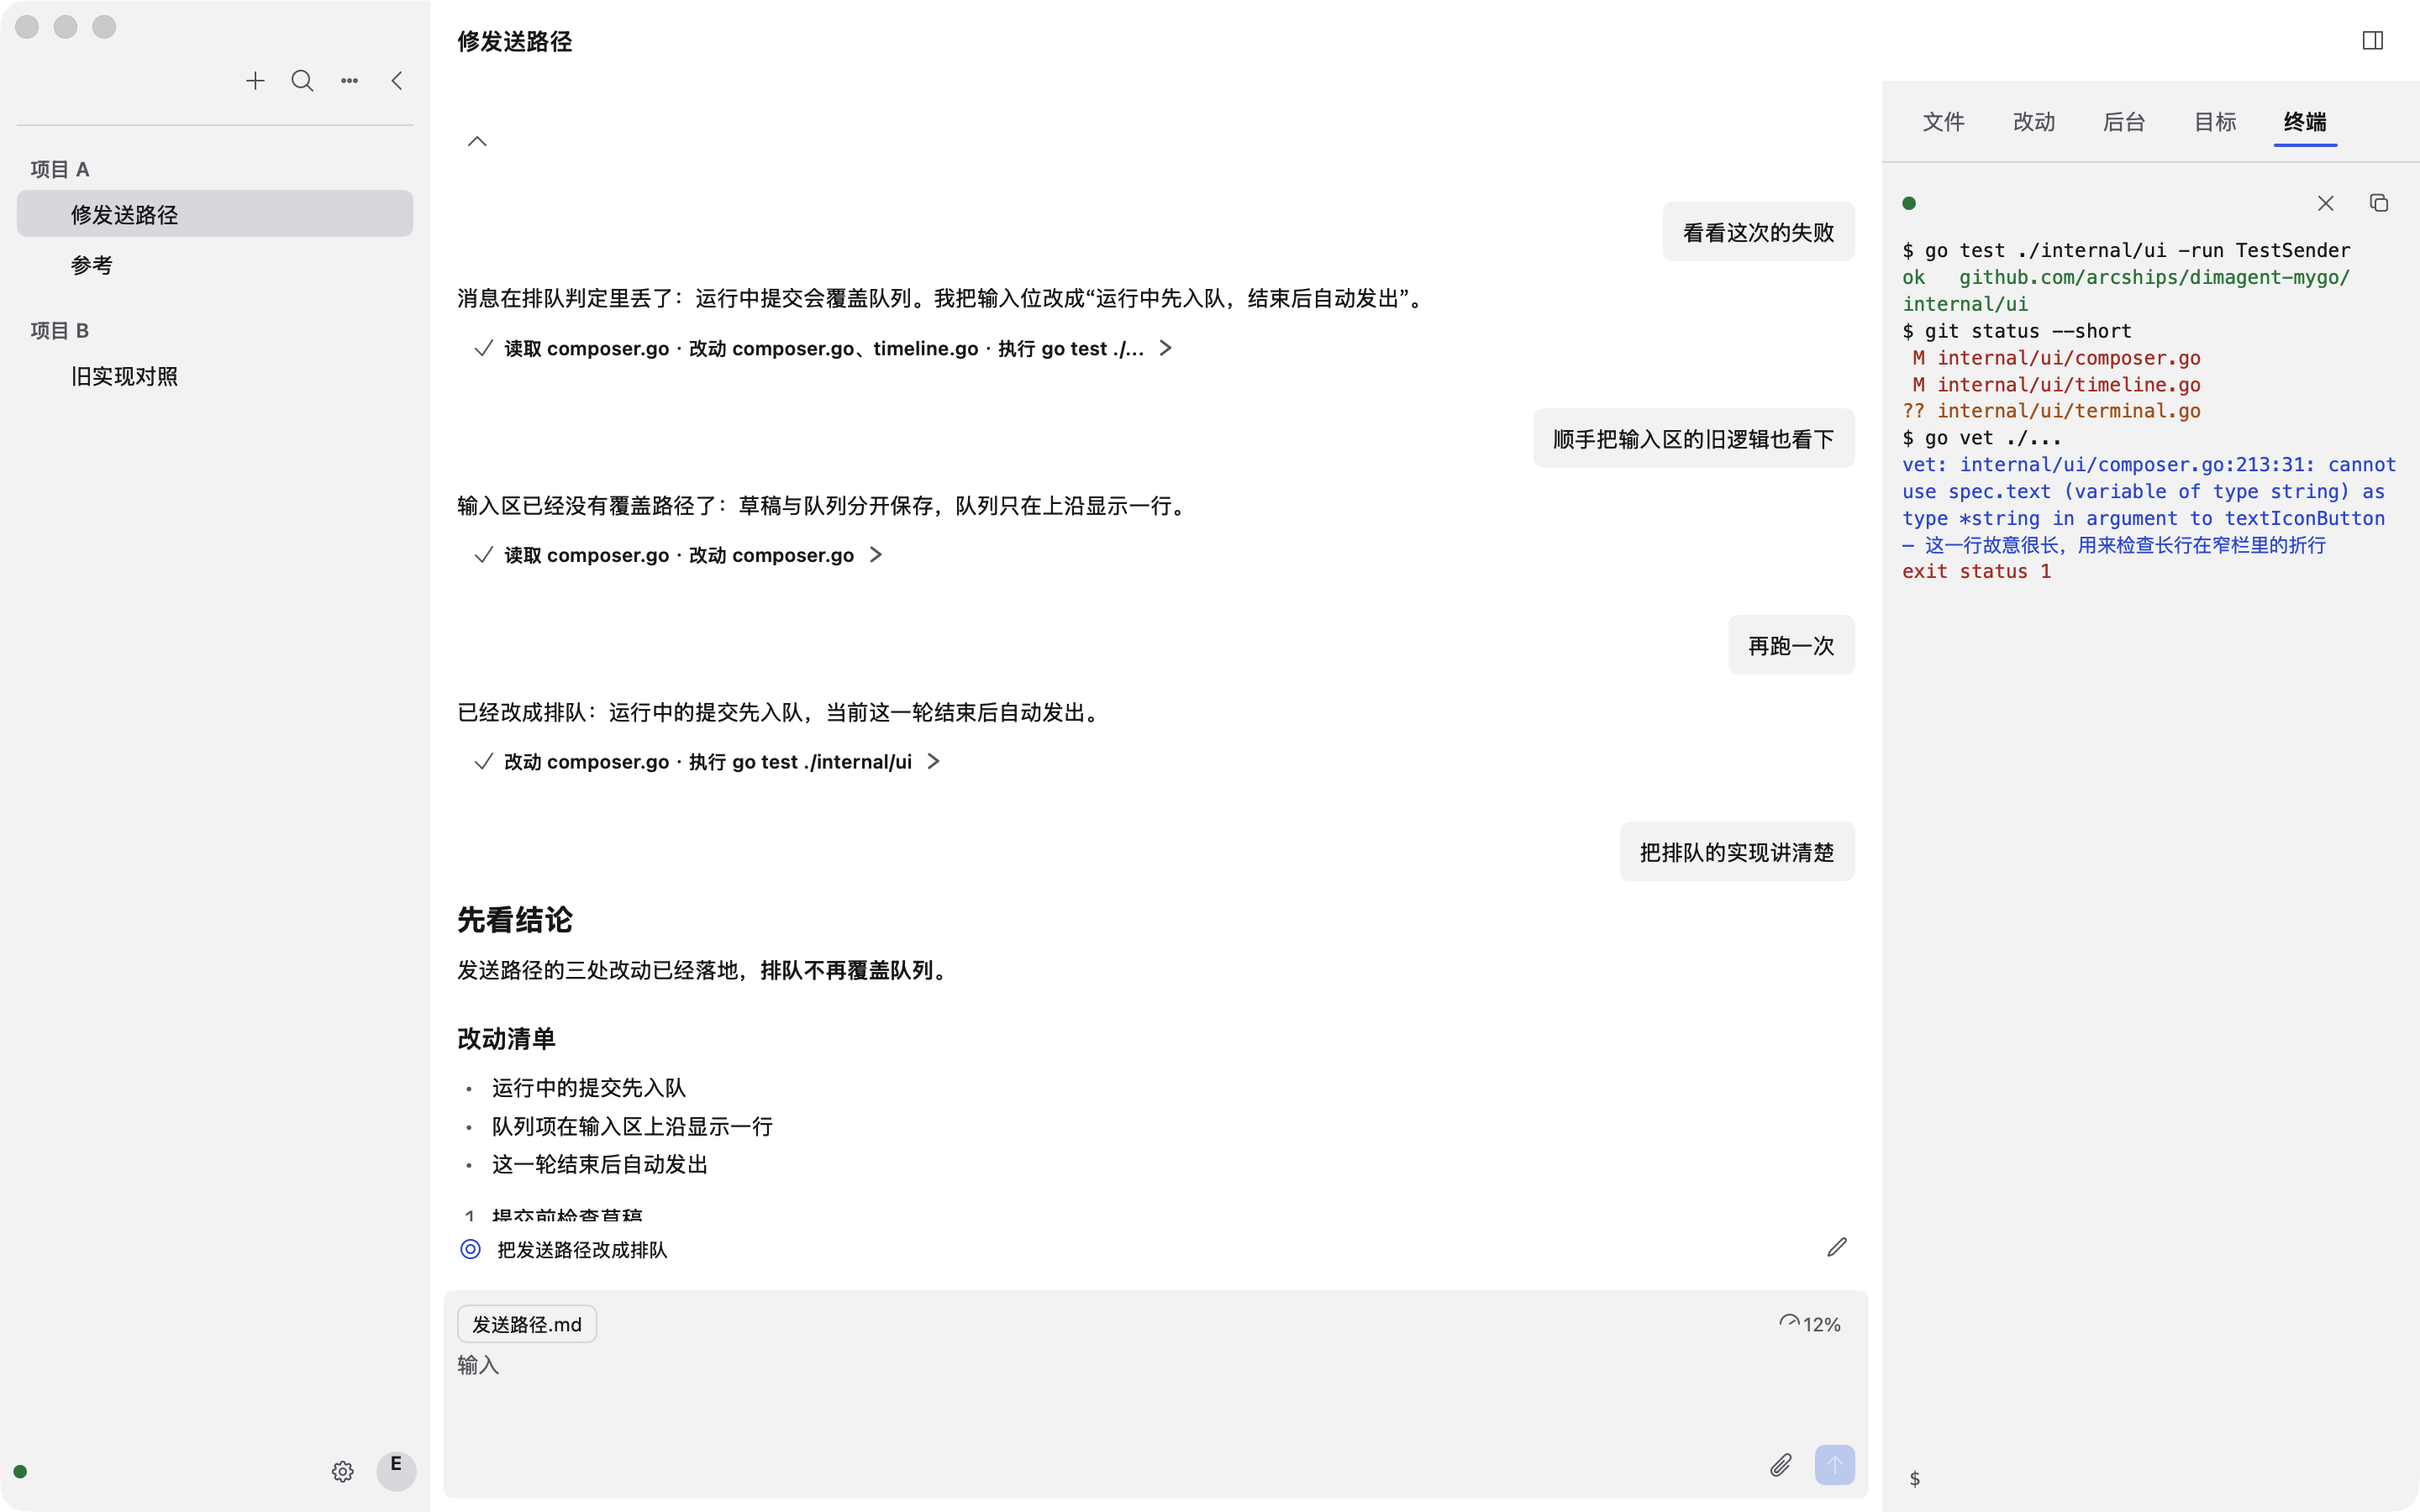 修发送路径
项目 A
修发送路径
参考
项目 B
旧实现对照
E
看看这次的失败
消息在排队判定里丢了：运行中提交会覆盖队列。我把输入位改成“运行中先入队，结束后自动发出”。
读取 composer.go · 改动 composer.go、timeline.go · 执行 go test ./...
顺手把输入区的旧逻辑也看下
输入区已经没有覆盖路径了：草稿与队列分开保存，队列只在上沿显示一行。
读取 composer.go · 改动 composer.go
再跑一次
已经改成排队：运行中的提交先入队，当前这一轮结束后自动发出。
改动 composer.go · 执行 go test ./internal/ui
把排队的实现讲清楚
先看结论
发送路径的三处改动已经落地，排队不再覆盖队列。
改动清单
• 运行中的提交先入队
• 队列项在输入区上沿显示一行
• 这一轮结束后自动发出
1 提交前检查草稿
把发送路径改成排队
发送路径.md
12%
输入
文件 改动 后台 目标 终端
$ go test ./internal/ui -run TestSender
ok   github.com/arcships/dimagent-mygo/
internal/ui
$ git status --short
 M internal/ui/composer.go
 M internal/ui/timeline.go
?? internal/ui/terminal.go
$ go vet ./...
vet: internal/ui/composer.go:213:31: cannot
use spec.text (variable of type string) as
type *string in argument to textIconButton
— 这一行故意很长，用来检查长行在窄栏里的折行
exit status 1
$